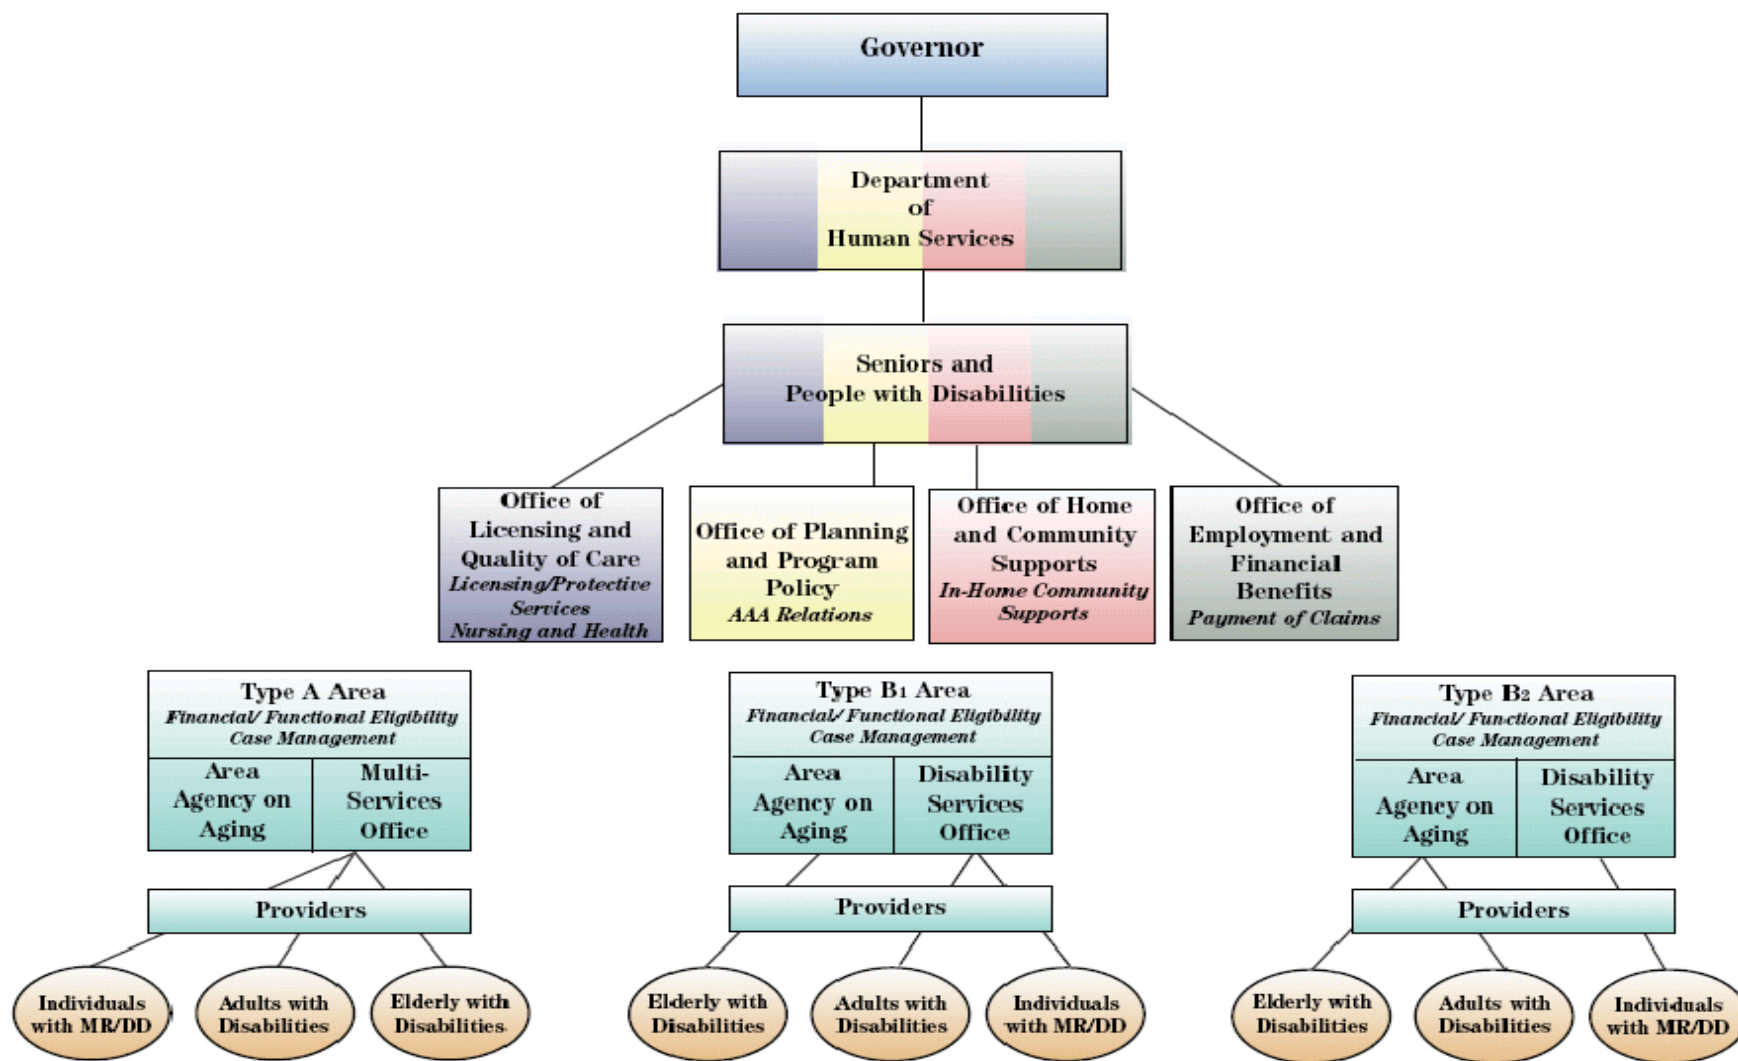 Governor
Department
of
Human Services
Seniors and
People with Disabilities
Office of
Licensing and
Quality of Care
Licensing/Protective
Services
Nursing and Health
Office of Planning
and Program
Policy
AAA Relations
Office of Home
and Community
Supports
In-Home Community
Supports
Office of
Employment and
Financial
Benefits
Payment of Claims
Type A Area
Financial/ Functional Eligibility
Case Management
Area
Agency on
Aging
Multi-
Services
Office
Providers
Individuals
with MR/DD
Adults with
Disabilities
Elderly with
Disabilities
Type B1 Area
Financial/ Functional Eligibility
Case Management
Area
Agency on
Aging
Disability
Services
Office
Providers
Elderly with
Disabilities
Adults with
Disabilities
Individuals
with MR/DD
Type B2 Area
Financial/ Functional Eligibility
Case Management
Area
Agency on
Aging
Disability
Services
Office
Providers
Elderly with
Disabilities
Adults with
Disabilities
Individuals
with MR/DD